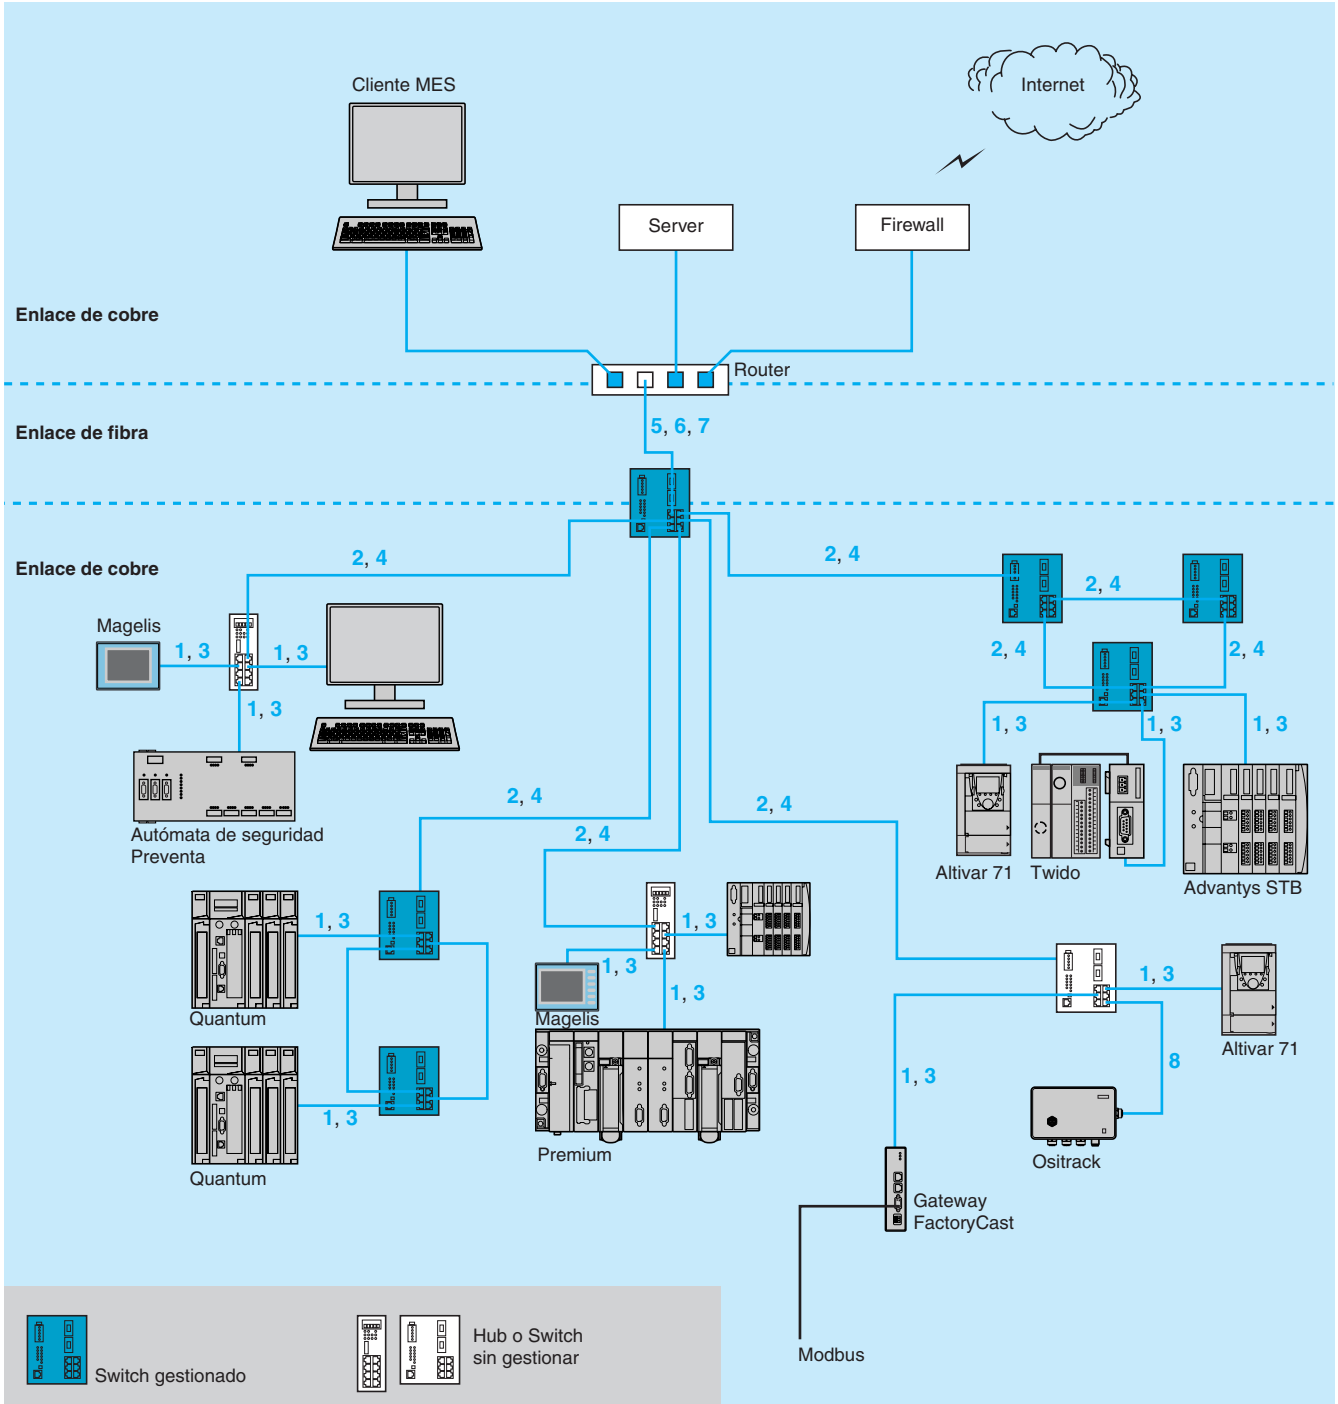 Cliente MES
Internet
Server
Firewall
Enlace de cobre
Router
Enlace de fibra
5, 6, 7
Enlace de cobre
2, 4
2, 4
2, 4
Magelis
1, 3
1, 3
2, 4
2, 4
1, 3
1, 3
1, 3
1, 3
Autómata de seguridad
Preventa
2, 4
2, 4
2, 4
Altivar 71
Twido
Advantys STB
1, 3
1, 3
1, 3
1, 3
Quantum
Magelis
1, 3
Altivar 71
1, 3
8
1, 3
Quantum
Premium
Ositrack
Gateway
FactoryCast
Modbus
Switch gestionado
Hub o Switch
sin gestionar